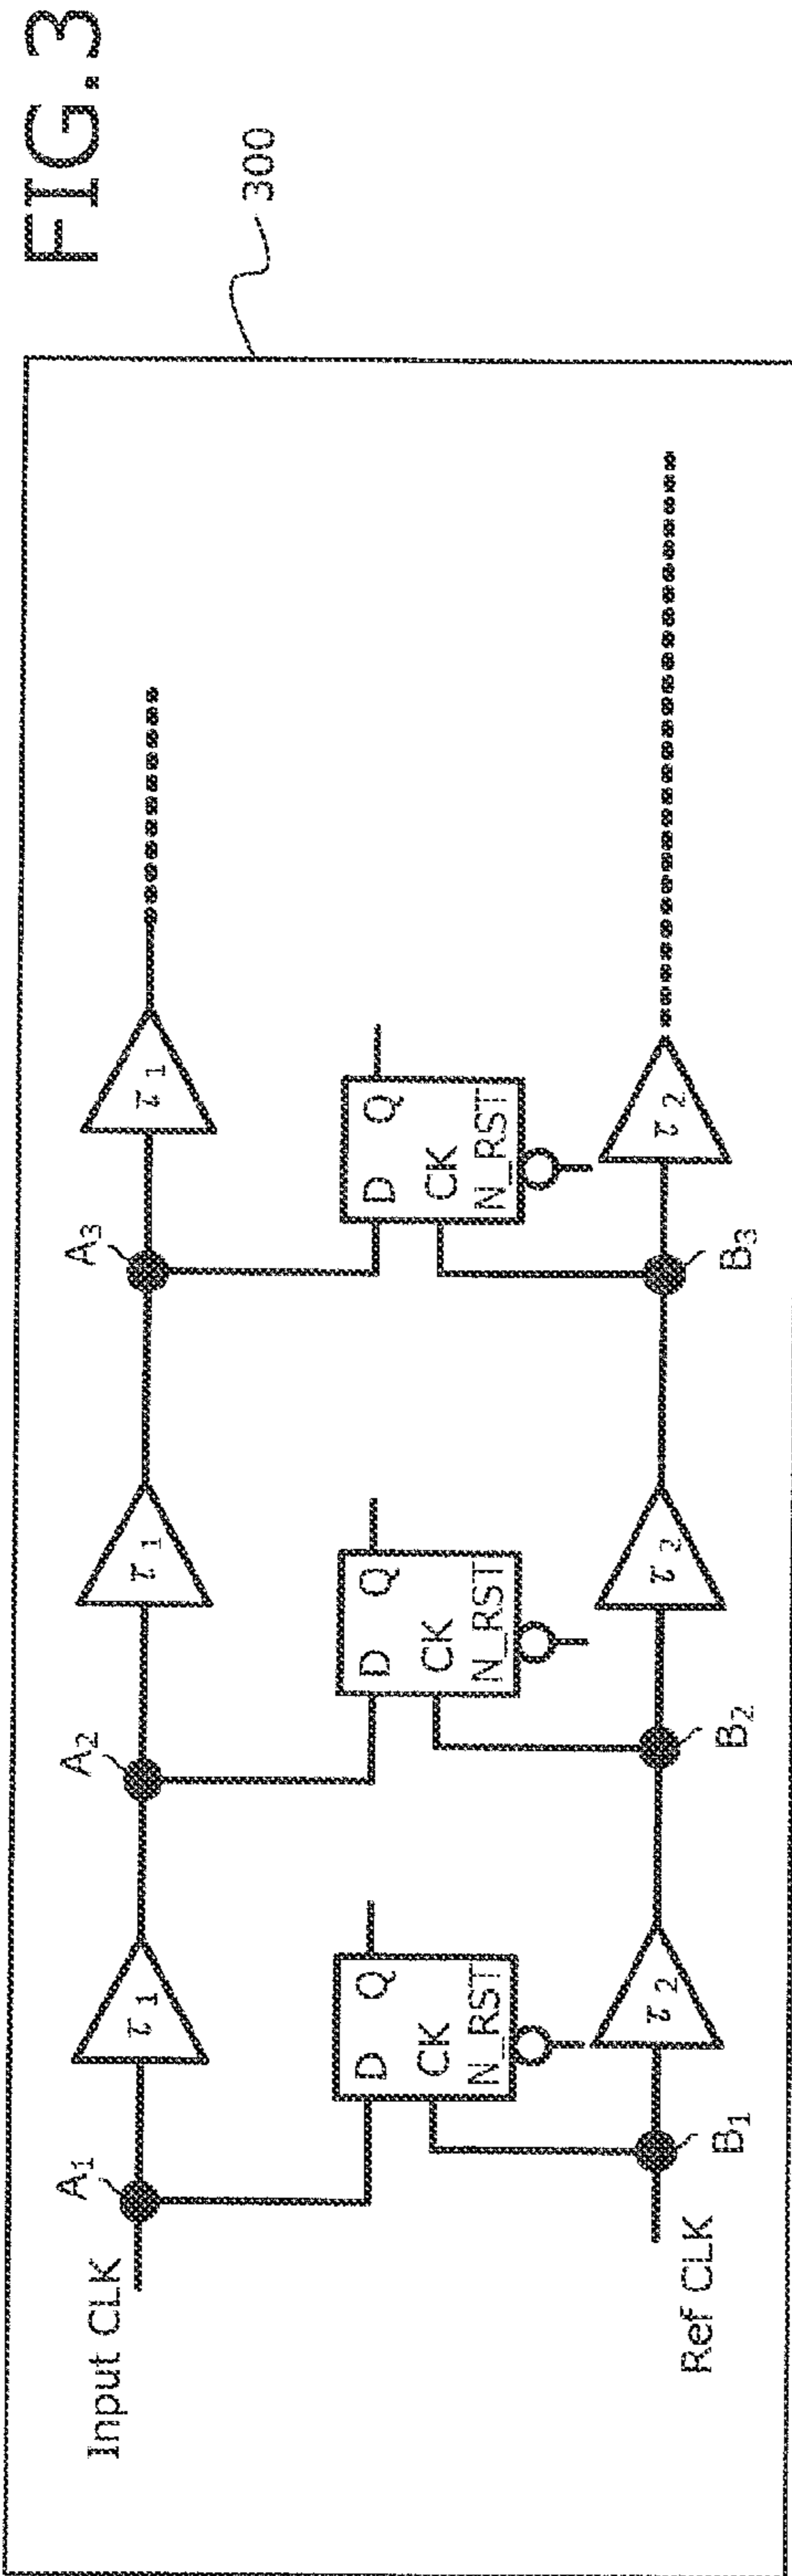 FIG.3
300
Input CLK
A1
A2
A3
τ1
τ1
τ1
D Q
CK
N_RST
D Q
CK
N_RST
D Q
CK
N_RST
τ2
τ2
τ2
Ref CLK
B1
B2
B3